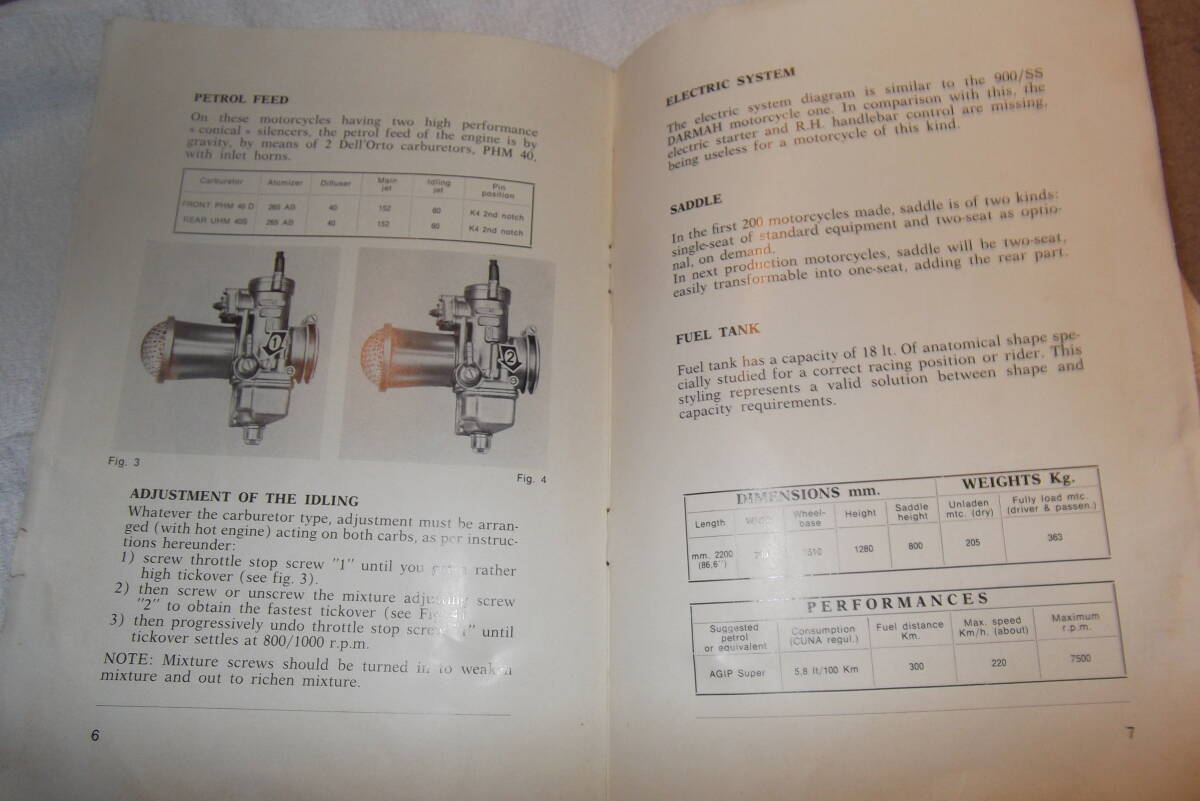 PETROL FEED
On these motorcycles having two high performance
« conical » silencers, the petrol feed of the engine is by
gravity, by means of 2 Dell'Orto carburetors, PHM 40,
with inlet horns.
Carburetor Atomizer Diffuser Main jet Idling jet Pin position
FRONT PHM 40 D 265 AB 40 152 60 K4 2nd notch
REAR UHM 40S 265 AB 40 152 60 K4 2nd notch
1
2
Fig. 3
Fig. 4
ADJUSTMENT OF THE IDLING
Whatever the carburetor type, adjustment must be arran-
ged (with hot engine) acting on both carbs, as per instruc-
tions hereunder:
1) screw throttle stop screw "1" until you rather
high tickover (see fig. 3).
2) then screw or unscrew the mixture screw
"2" to obtain the fastest tickover (see
3) then progressively undo throttle stop until
tickover settles at 800/1000 r.p.m.
NOTE: Mixture screws should be turned in to weaken
mixture and out to richen mixture.
6
ELECTRIC SYSTEM
The electric system diagram is similar to the 900/SS
DARMAH motorcycle one. In comparison with this, the
electric starter and R.H. handlebar control are missing,
being useless for a motorcycle of this kind.
SADDLE
In the first 200 motorcycles made, saddle is of two kinds:
single-seat of standard equipment and two-seat as optio-
nal, on demand.
In next production motorcycles, saddle will be two-seat,
easily transformable into one-seat, adding the rear part.
FUEL TANK
Fuel tank has a capacity of 18 lt. Of anatomical shape spe-
cially studied for a correct racing position or rider. This
styling represents a valid solution between shape and
capacity requirements.
DIMENSIONS mm. WEIGHTS Kg.
Length Width Wheel-base Height Saddle height Unladen mtc. (dry) Fully load mtc. (driver & passen.)
mm. 2200 (86,6") 1510 1280 800 205 363
PERFORMANCES
Suggested petrol or equivalent Consumption (CUNA regul.) Fuel distance Km. Max. speed Km/h. (about) Maximum r.p.m.
AGIP Super 5,8 lt/100 Km 300 220 7500
7